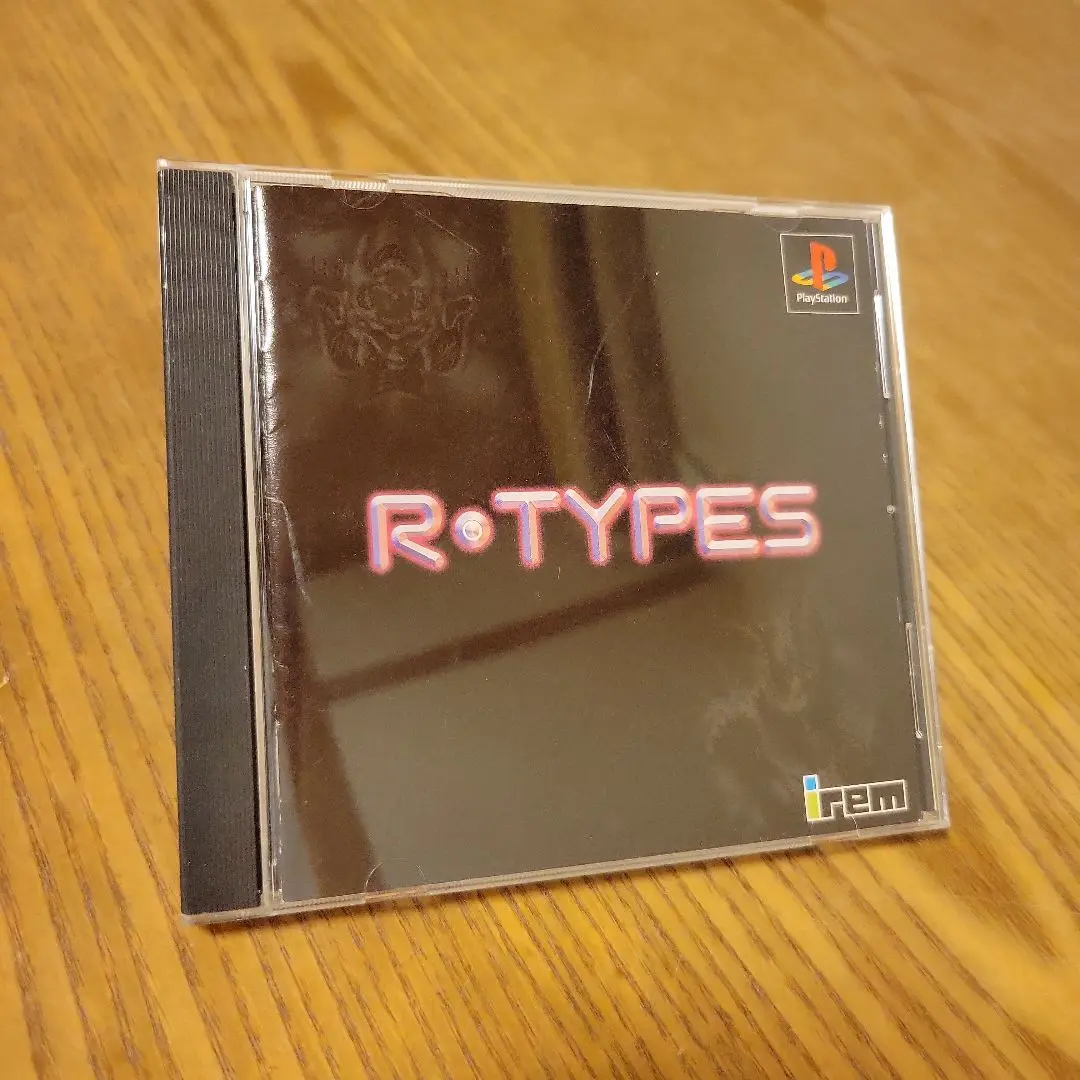 PlayStation
R•TYPES
irem